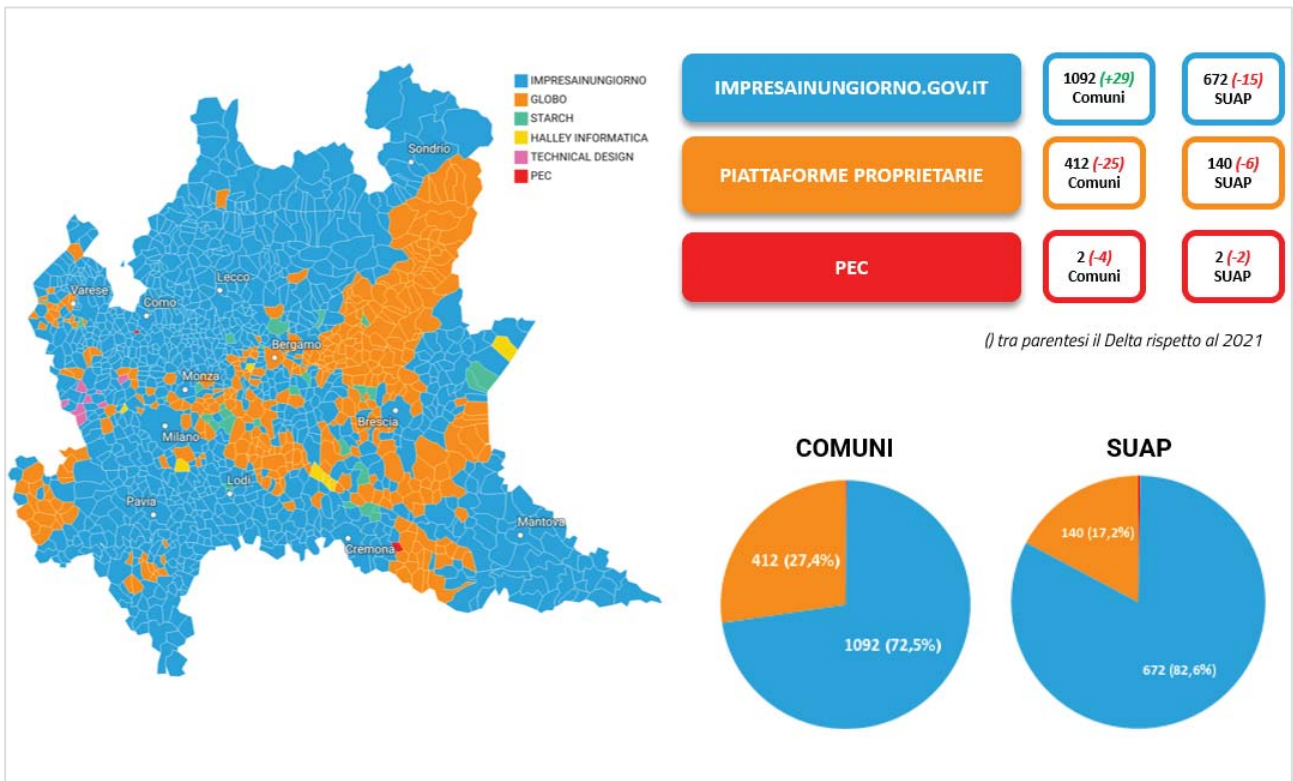 IMPRESAINUNGIORNO
GLOBO
STARCH
HALLEY INFORMATICA
TECHNICAL DESIGN
PEC
Sondrio
Lecco
Varese
Como
Bergamo
Monza
Brescia
Milano
Lodi
Pavia
Mantova
Cremona
IMPRESAINUNGIORNO.GOV.IT
1092 (+29)
Comuni
672 (-15)
SUAP
PIATTAFORME PROPRIETARIE
412 (-25)
Comuni
140 (-6)
SUAP
PEC
2 (-4)
Comuni
2 (-2)
SUAP
() tra parentesi il Delta rispetto al 2021
COMUNI
412 (27,4%)
1092 (72,5%)
SUAP
140 (17,2%)
672 (82,6%)